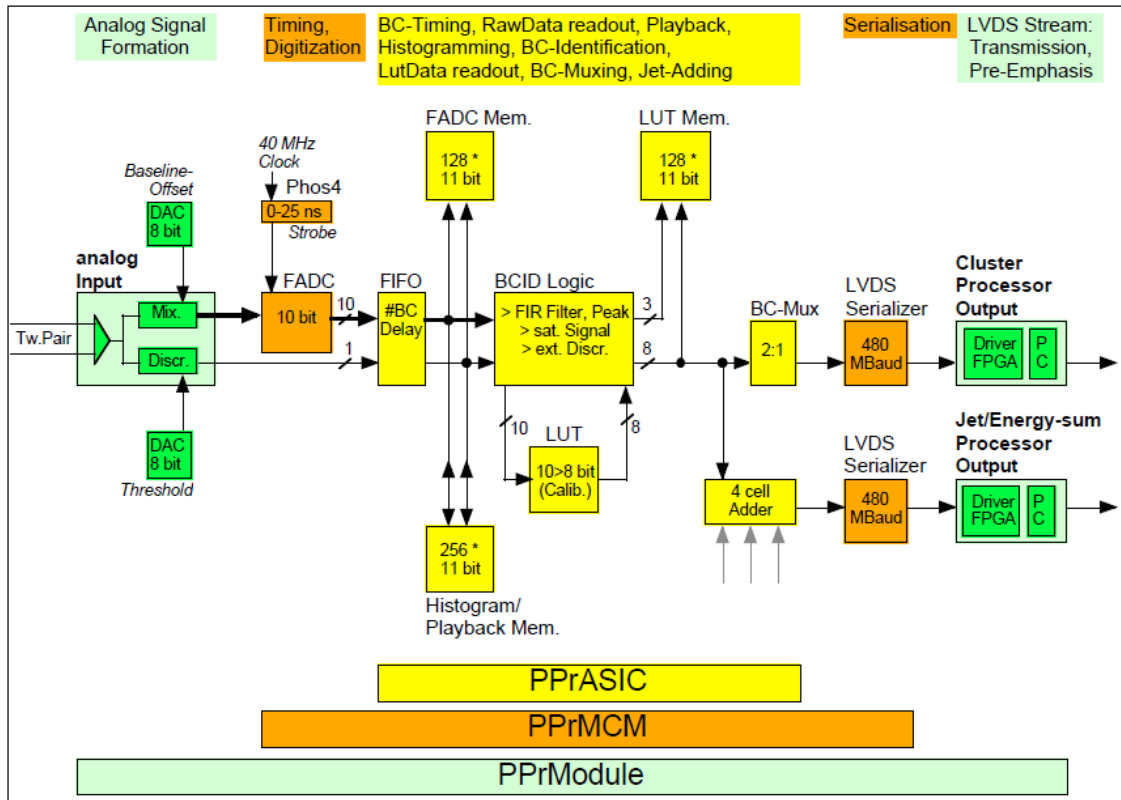 Analog Signal
Formation
Timing,
Digitization
BC-Timing, RawData readout, Playback,
Histogramming, BC-Identification,
LutData readout, BC-Muxing, Jet-Adding
Serialisation
LVDS Stream:
Transmission,
Pre-Emphasis
FADC Mem.
128 *
11 bit
LUT Mem.
128 *
11 bit
40 MHz
Clock
Phos4
0-25 ns
Strobe
Baseline-
Offset
DAC
8 bit
analog
Input
Mix.
Discr.
Tw.Pair
DAC
8 bit
Threshold
FADC
10 bit
10
1
FIFO
#BC
Delay
BCID Logic
> FIR Filter, Peak
> sat. Signal
> ext. Discr.
3
8
10
8
LUT
10>8 bit
(Calib.)
256 *
11 bit
Histogram/
Playback Mem.
BC-Mux
2:1
4 cell
Adder
LVDS
Serializer
480
MBaud
Cluster
Processor
Output
Driver
FPGA
P
C
LVDS
Serializer
480
MBaud
Jet/Energy-sum
Processor
Output
Driver
FPGA
P
C
PPrASIC
PPrMCM
PPrModule